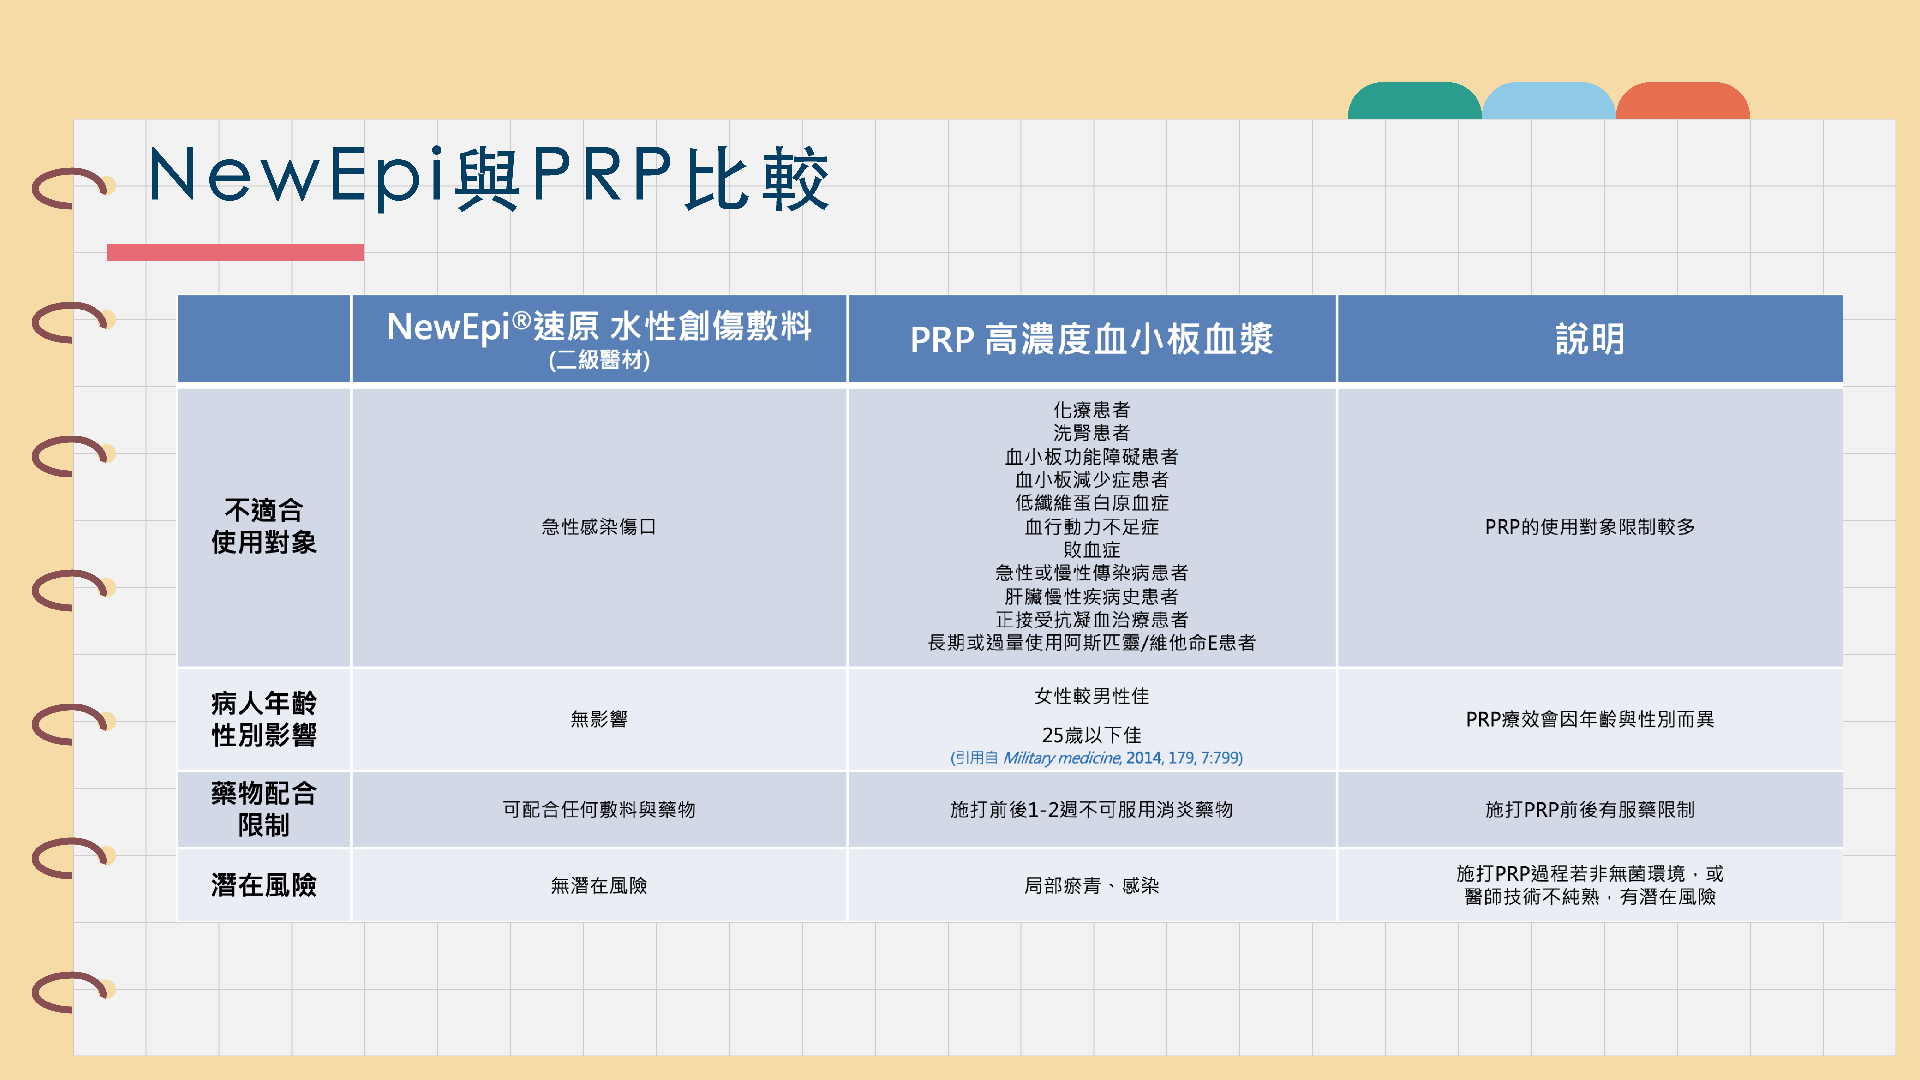 NewEpi與PRP比較
NewEpi®速原 水性創傷敷料
(二級醫材)
PRP 高濃度血小板血漿
說明
不適合
使用對象
急性感染傷口
化療患者
洗腎患者
血小板功能障礙患者
血小板減少症患者
低纖維蛋白原血症
血行動力不足症
敗血症
急性或慢性傳染病患者
肝臟慢性疾病史患者
正接受抗凝血治療患者
長期或過量使用阿斯匹靈/維他命E患者
PRP的使用對象限制較多
病人年齡
性別影響
無影響
女性較男性佳
25歲以下佳
(引用自 Military medicine, 2014, 179, 7:799)
PRP療效會因年齡與性別而異
藥物配合
限制
可配合任何敷料與藥物
施打前後1-2週不可服用消炎藥物
施打PRP前後有服藥限制
潛在風險
無潛在風險
局部瘀青、感染
施打PRP過程若非無菌環境，或
醫師技術不純熟，有潛在風險